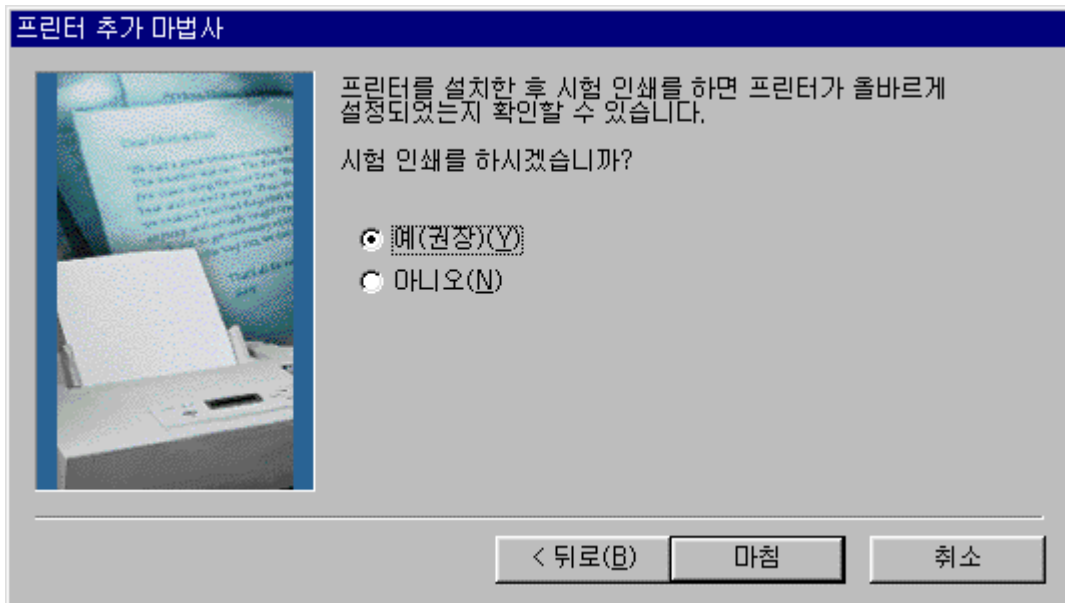 프린터 추가 마법사
프린터를 설치한 후 시험 인쇄를 하면 프린터가 올바르게
설정되었는지 확인할 수 있습니다.
시험 인쇄를 하시겠습니까?
예(권장)(Y)
아니오(N)
< 뒤로(B)
마침
취소